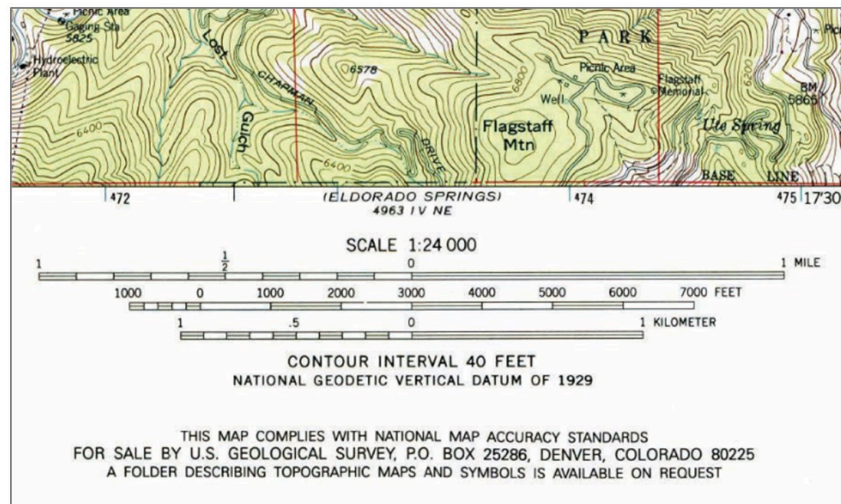 Picnic Area
Gaging Sta
5825
Hydroelectric
Plant
Lost
Gulch
CHAPMAN
DRIVE
6578
6400
6400
PARK
6800
Picnic Area
Well
Flagstaff
Mtn
Flagstaff
Memorial
6200
BM
5865
Ute Spring
BASE LINE
472
(ELDORADO SPRINGS)
4963 IV NE
474
475
17'30
SCALE 1:24 000
1 1/2 0 1 MILE
1000 0 1000 2000 3000 4000 5000 6000 7000 FEET
1 .5 0 1 KILOMETER
CONTOUR INTERVAL 40 FEET
NATIONAL GEODETIC VERTICAL DATUM OF 1929
THIS MAP COMPLIES WITH NATIONAL MAP ACCURACY STANDARDS
FOR SALE BY U.S. GEOLOGICAL SURVEY, P.O. BOX 25286, DENVER, COLORADO 80225
A FOLDER DESCRIBING TOPOGRAPHIC MAPS AND SYMBOLS IS AVAILABLE ON REQUEST